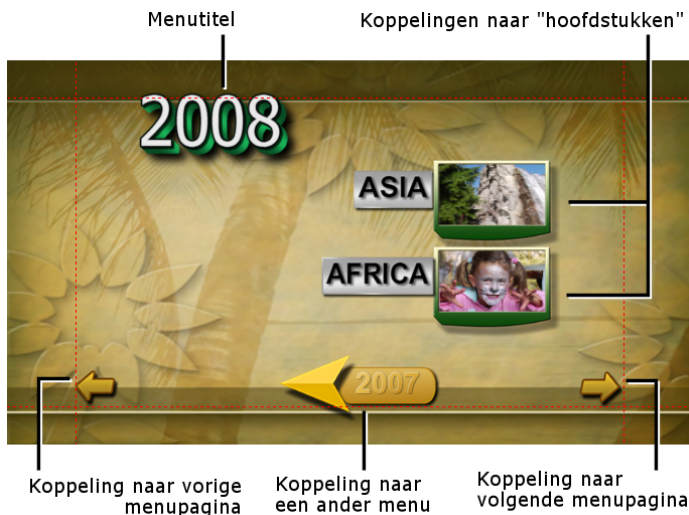 Menutitel
Koppelingen naar "hoofdstukken"
2008
ASIA
AFRICA
2007
Koppeling naar vorige
menupagina
Koppeling naar
een ander menu
Koppeling naar
volgende menupagina